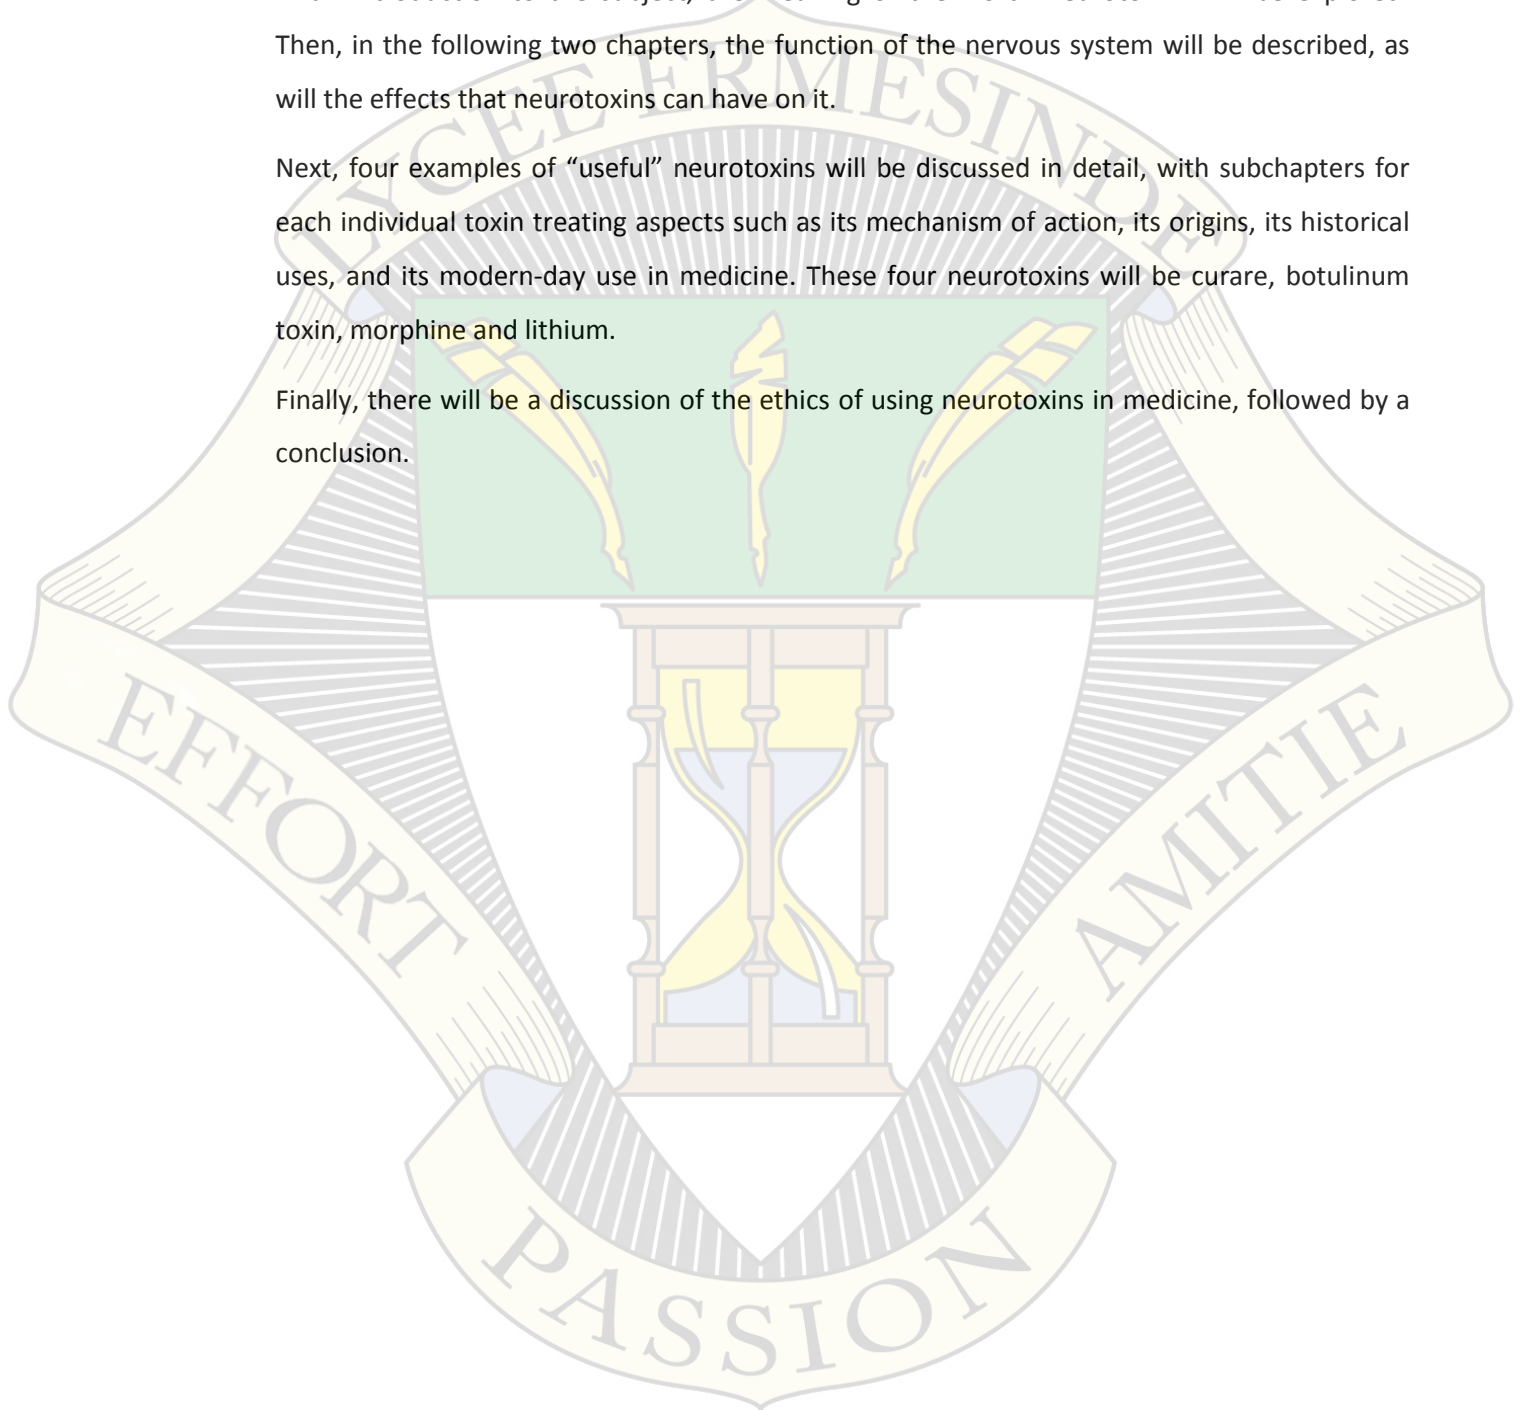 Then, in the following two chapters, the function of the nervous system will be described, as
will the effects that neurotoxins can have on it.
Next, four examples of “useful” neurotoxins will be discussed in detail, with subchapters for
each individual toxin treating aspects such as its mechanism of action, its origins, its historical
uses, and its modern-day use in medicine. These four neurotoxins will be curare, botulinum
toxin, morphine and lithium.
Finally, there will be a discussion of the ethics of using neurotoxins in medicine, followed by a
conclusion.
LYCEE ERMESINDE
EFFORT
AMITIE
PASSION